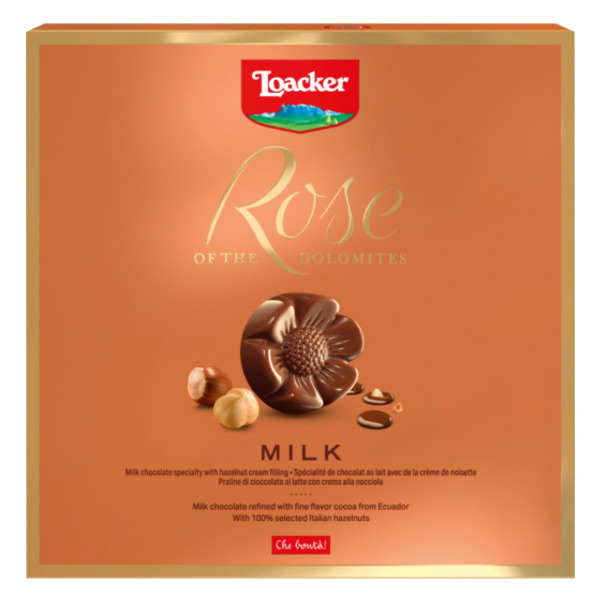 Loacker
Rose
OF THE DOLOMITES
MILK
Milk chocolate specialty with hazelnut cream filling • Spécialité de chocolat au lait avec de la crème de noisette
Praline di cioccolato al latte con crema alla nocciola
•••••
Milk chocolate refined with fine flavor cocoa from Ecuador
With 100% selected Italian hazelnuts
Che bontà!